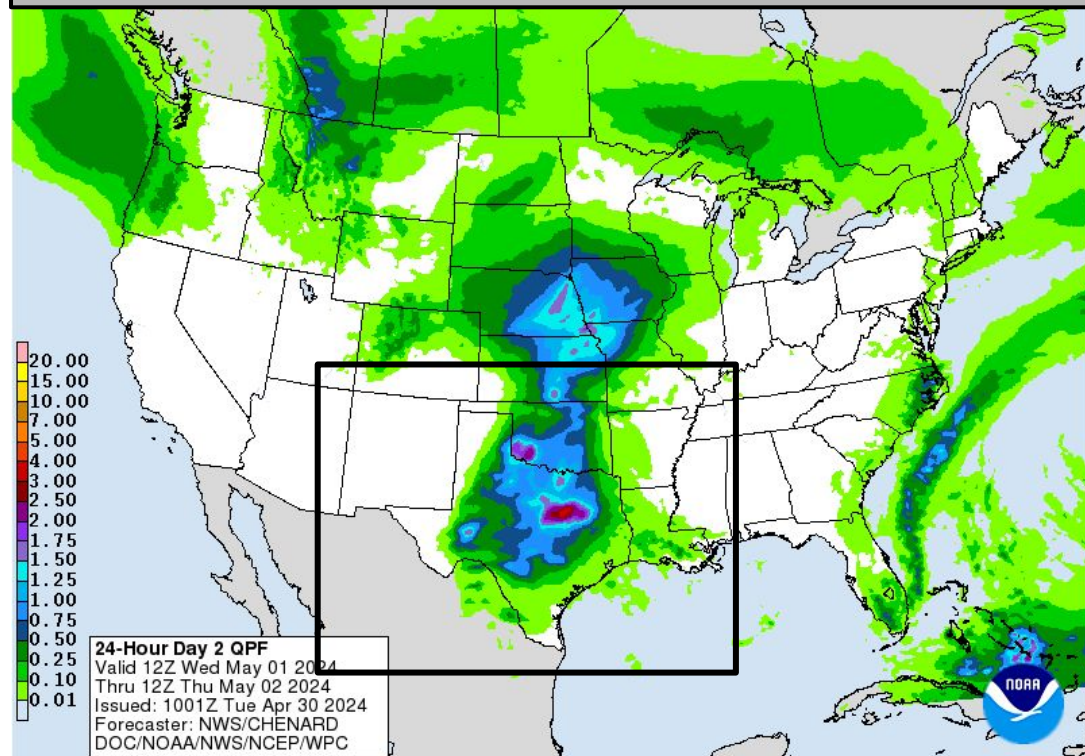 20.00
15.00
10.00
7.00
5.00
4.00
3.00
2.50
2.00
1.75
1.50
1.25
1.00
0.75
0.50
0.25
0.10
0.01
24-Hour Day 2 QPF
Valid 12Z Wed May 01 2024
Thru 12Z Thu May 02 2024
Issued: 1001Z Tue Apr 30 2024
Forecaster: NWS/CHENARD
DOC/NOAA/NWS/NCEP/WPC
NOAA